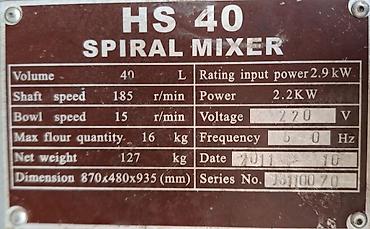 HS 40
SPIRAL MIXER
Volume 40 L
Rating input power 2.9 kW
Shaft speed 185 r/min
Power 2.2KW
Bowl speed 15 r/min
Voltage 220 V
Max flour quantity 16 kg
Frequency 50 Hz
Net weight 127 kg
Date 2011 10
Dimension 870x480x935 (mm)
Series No.